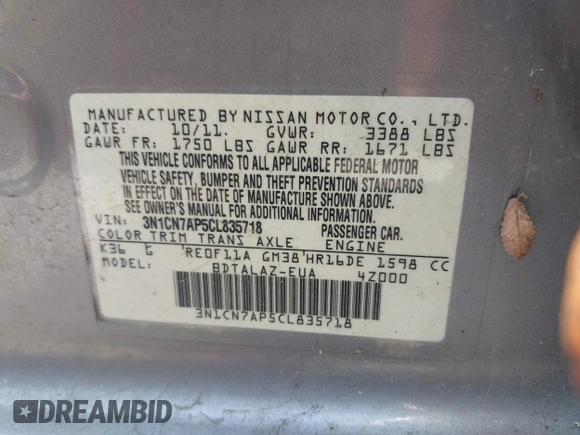 MANUFACTURED BY NISSAN MOTOR CO., LTD.
DATE: 10/11. GVWR: 3388 LBS
GAWR FR: 1750 LBS GAWR RR: 1671 LBS
THIS VEHICLE CONFORMS TO ALL APPLICABLE FEDERAL MOTOR
VEHICLE SAFETY, BUMPER AND THEFT PREVENTION STANDARDS
IN EFFECT ON THE DATE OF MANUFACTURE SHOWN ABOVE.
SEE OWNER'S MANUAL FOR ADDITIONAL INFORMATION.
VIN: 3N1CN7AP5CL835718 PASSENGER CAR.
COLOR TRIM TRANS AXLE ENGINE
K36 G RE0F11A GM38 HR16DE 1598 CC
MODEL: BDTALAZ-EUA 4Z000
3N1CN7AP5CL835718
DREAMBID